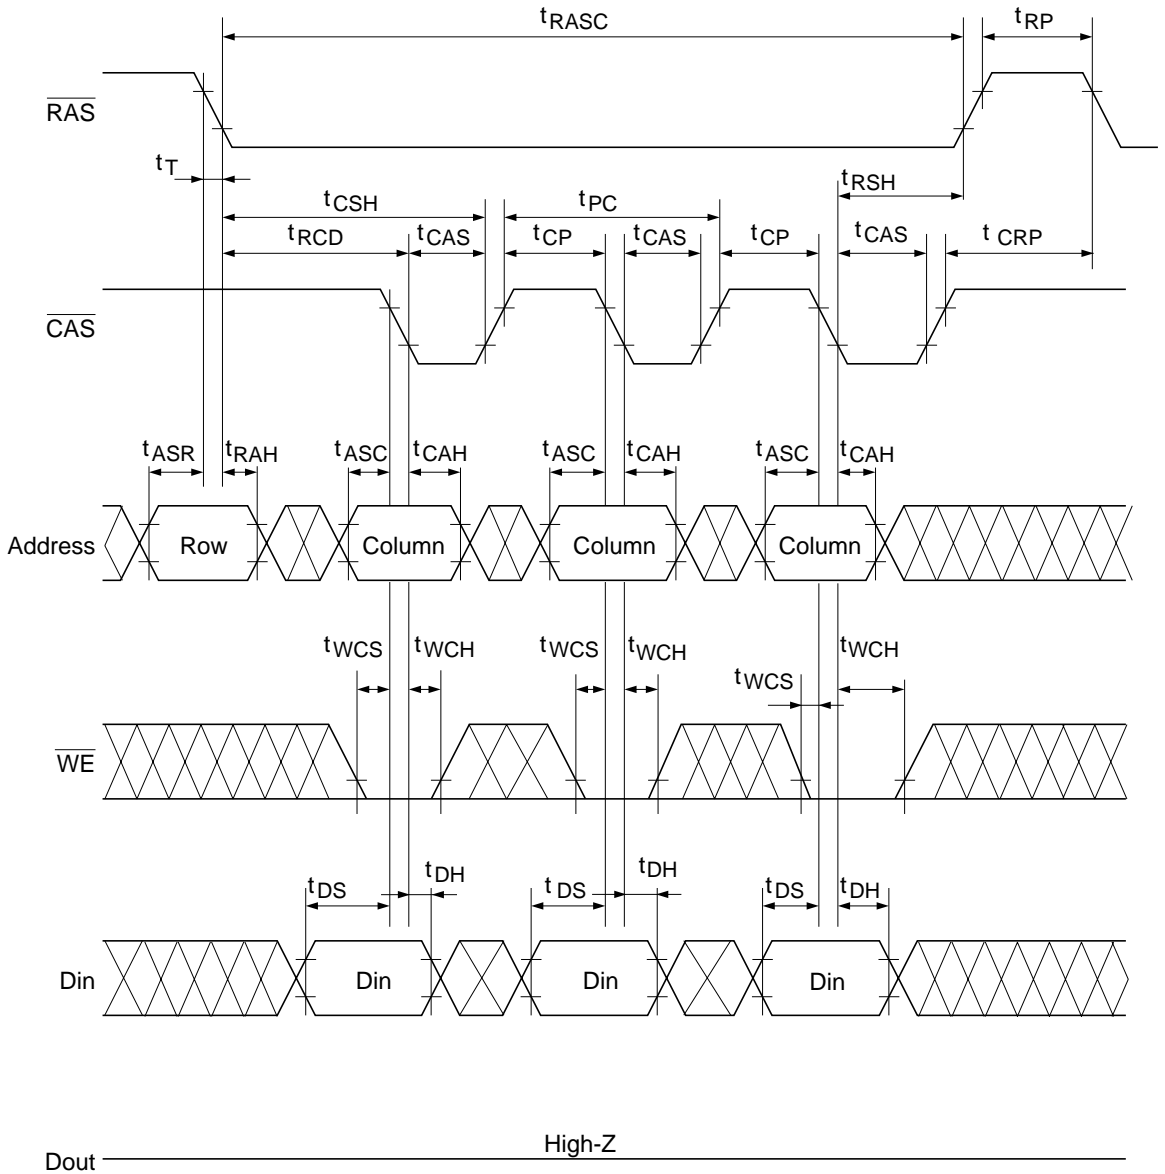 tRASC
tRP
RAS
tT
tRSH
tCSH
tPC
tRCD
tCAS
tCP
tCAS
tCP
tCAS
tCRP
CAS
tASR
tRAH
tASC
tCAH
tASC
tCAH
tASC
tCAH
Address
Row
Column
Column
Column
tWCS
tWCH
tWCS
tWCH
tWCS
tWCH
WE
tDS
tDH
tDS
tDH
tDS
tDH
Din
Din
Din
Din
High-Z
Dout